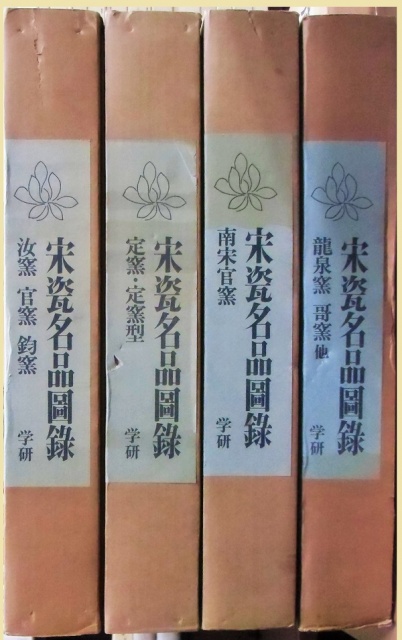 宋瓷名品圖錄
汝窯 官窯 鈞窯
学研
宋瓷名品圖錄
定窯・定窯型
学研
宋瓷名品圖錄
南宋官窯
学研
宋瓷名品圖錄
龍泉窯 哥窯 他
学研